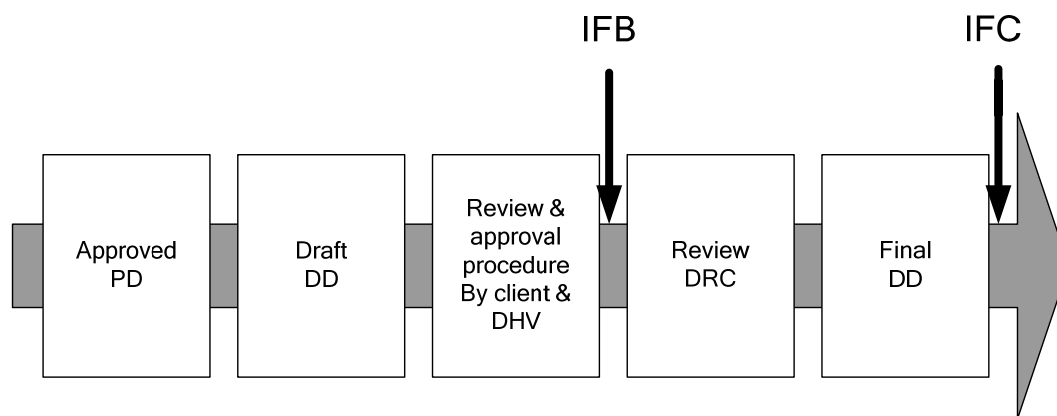 IFB
IFC
Approved
PD
Draft
DD
Review &
approval
procedure
By client &
DHV
Review
DRC
Final
DD